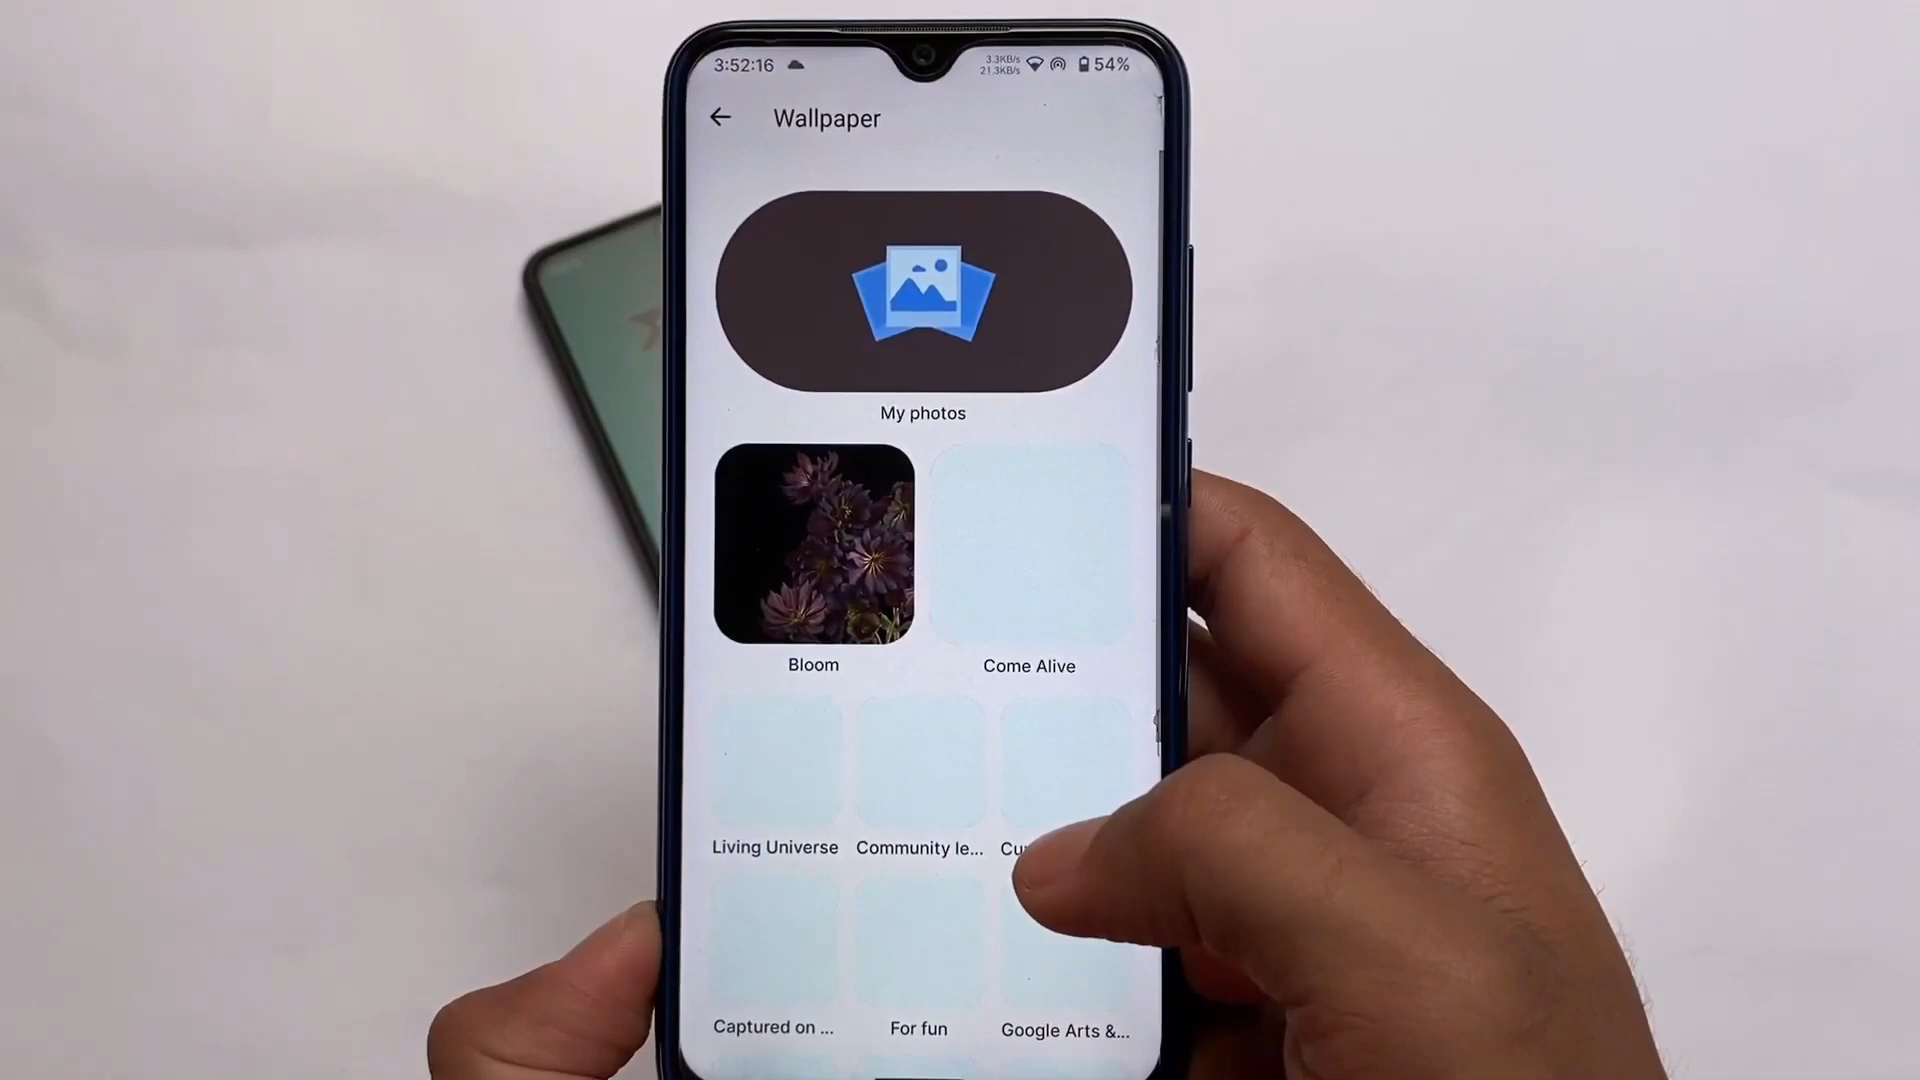 3:52:16
3.3KB/s
21.3KB/s
54%
Wallpaper
My photos
Bloom
Come Alive
Living Universe
Community le...
Captured on ...
For fun
Google Arts &...